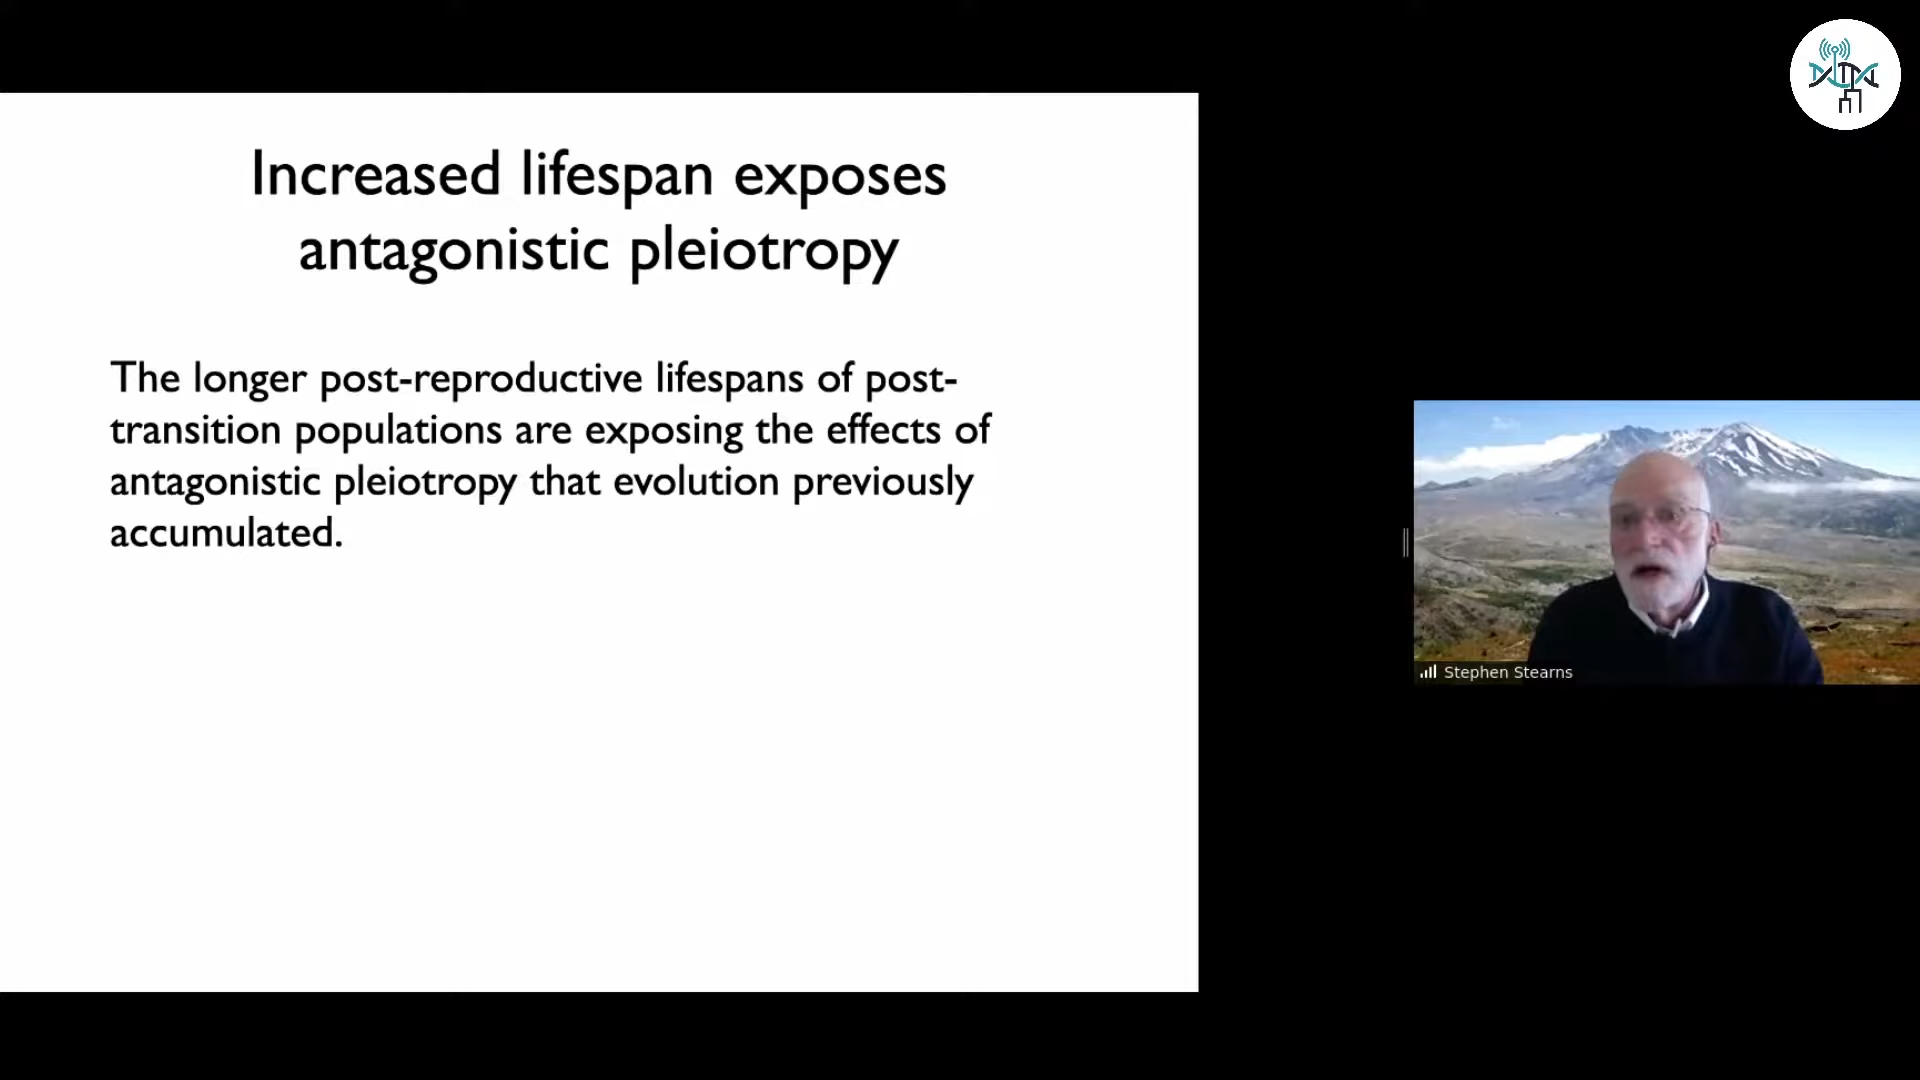 Increased lifespan exposes
antagonistic pleiotropy
The longer post-reproductive lifespans of post-
transition populations are exposing the effects of
antagonistic pleiotropy that evolution previously
accumulated.
Stephen Stearns